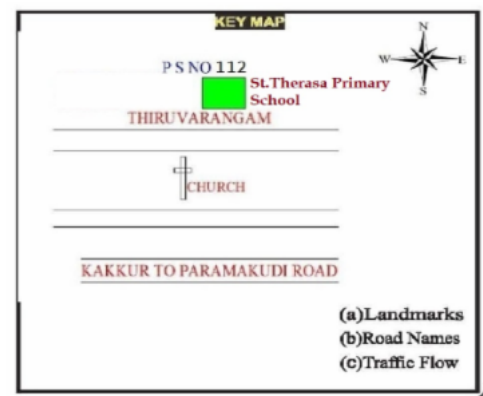 KEY MAP
N
W E
S
P S NO 112
St.Therasa Primary
School
THIRUVARANGAM
CHURCH
KAKKUR TO PARAMAKUDI ROAD
(a)Landmarks
(b)Road Names
(c)Traffic Flow